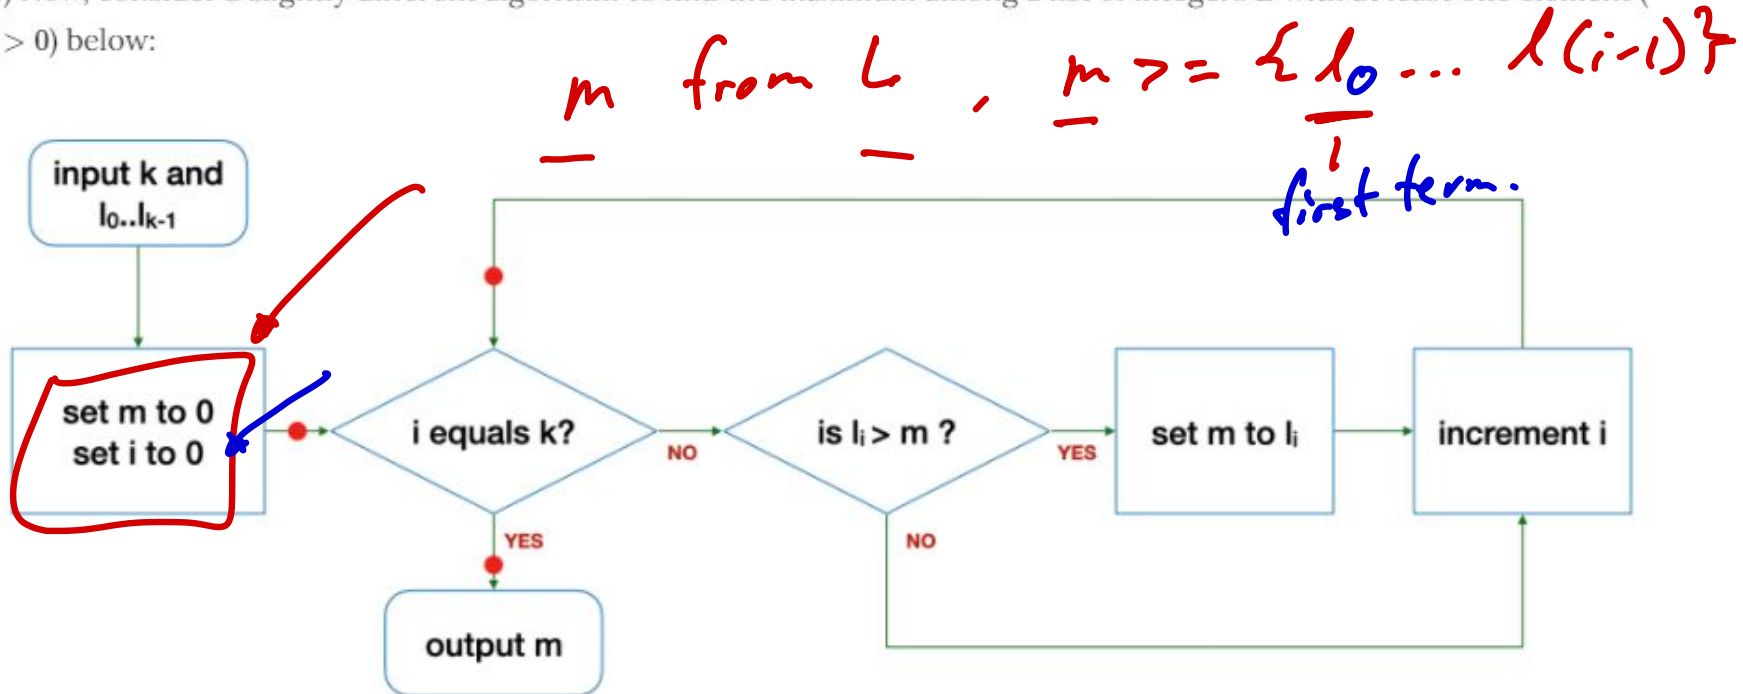 > 0) below:
m from L , m >= {l0 ... l(i-1)}
first term.
input k and
l0..lk-1
set m to 0
set i to 0
i equals k?
NO
is li > m ?
YES
set m to li
increment i
YES
NO
output m